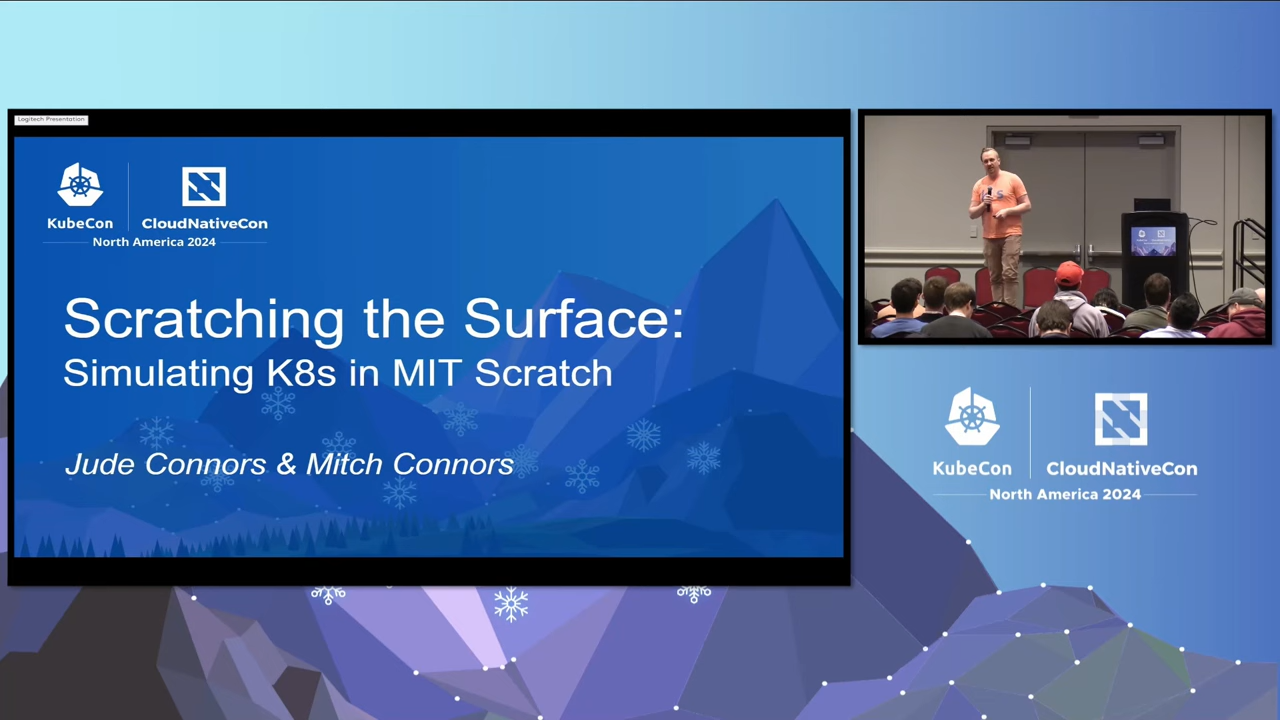 Logitech Presentation
KubeCon
CloudNativeCon
North America 2024
Scratching the Surface:
Simulating K8s in MIT Scratch
Jude Connors & Mitch Connors
KubeCon
CloudNativeCon
North America 2024